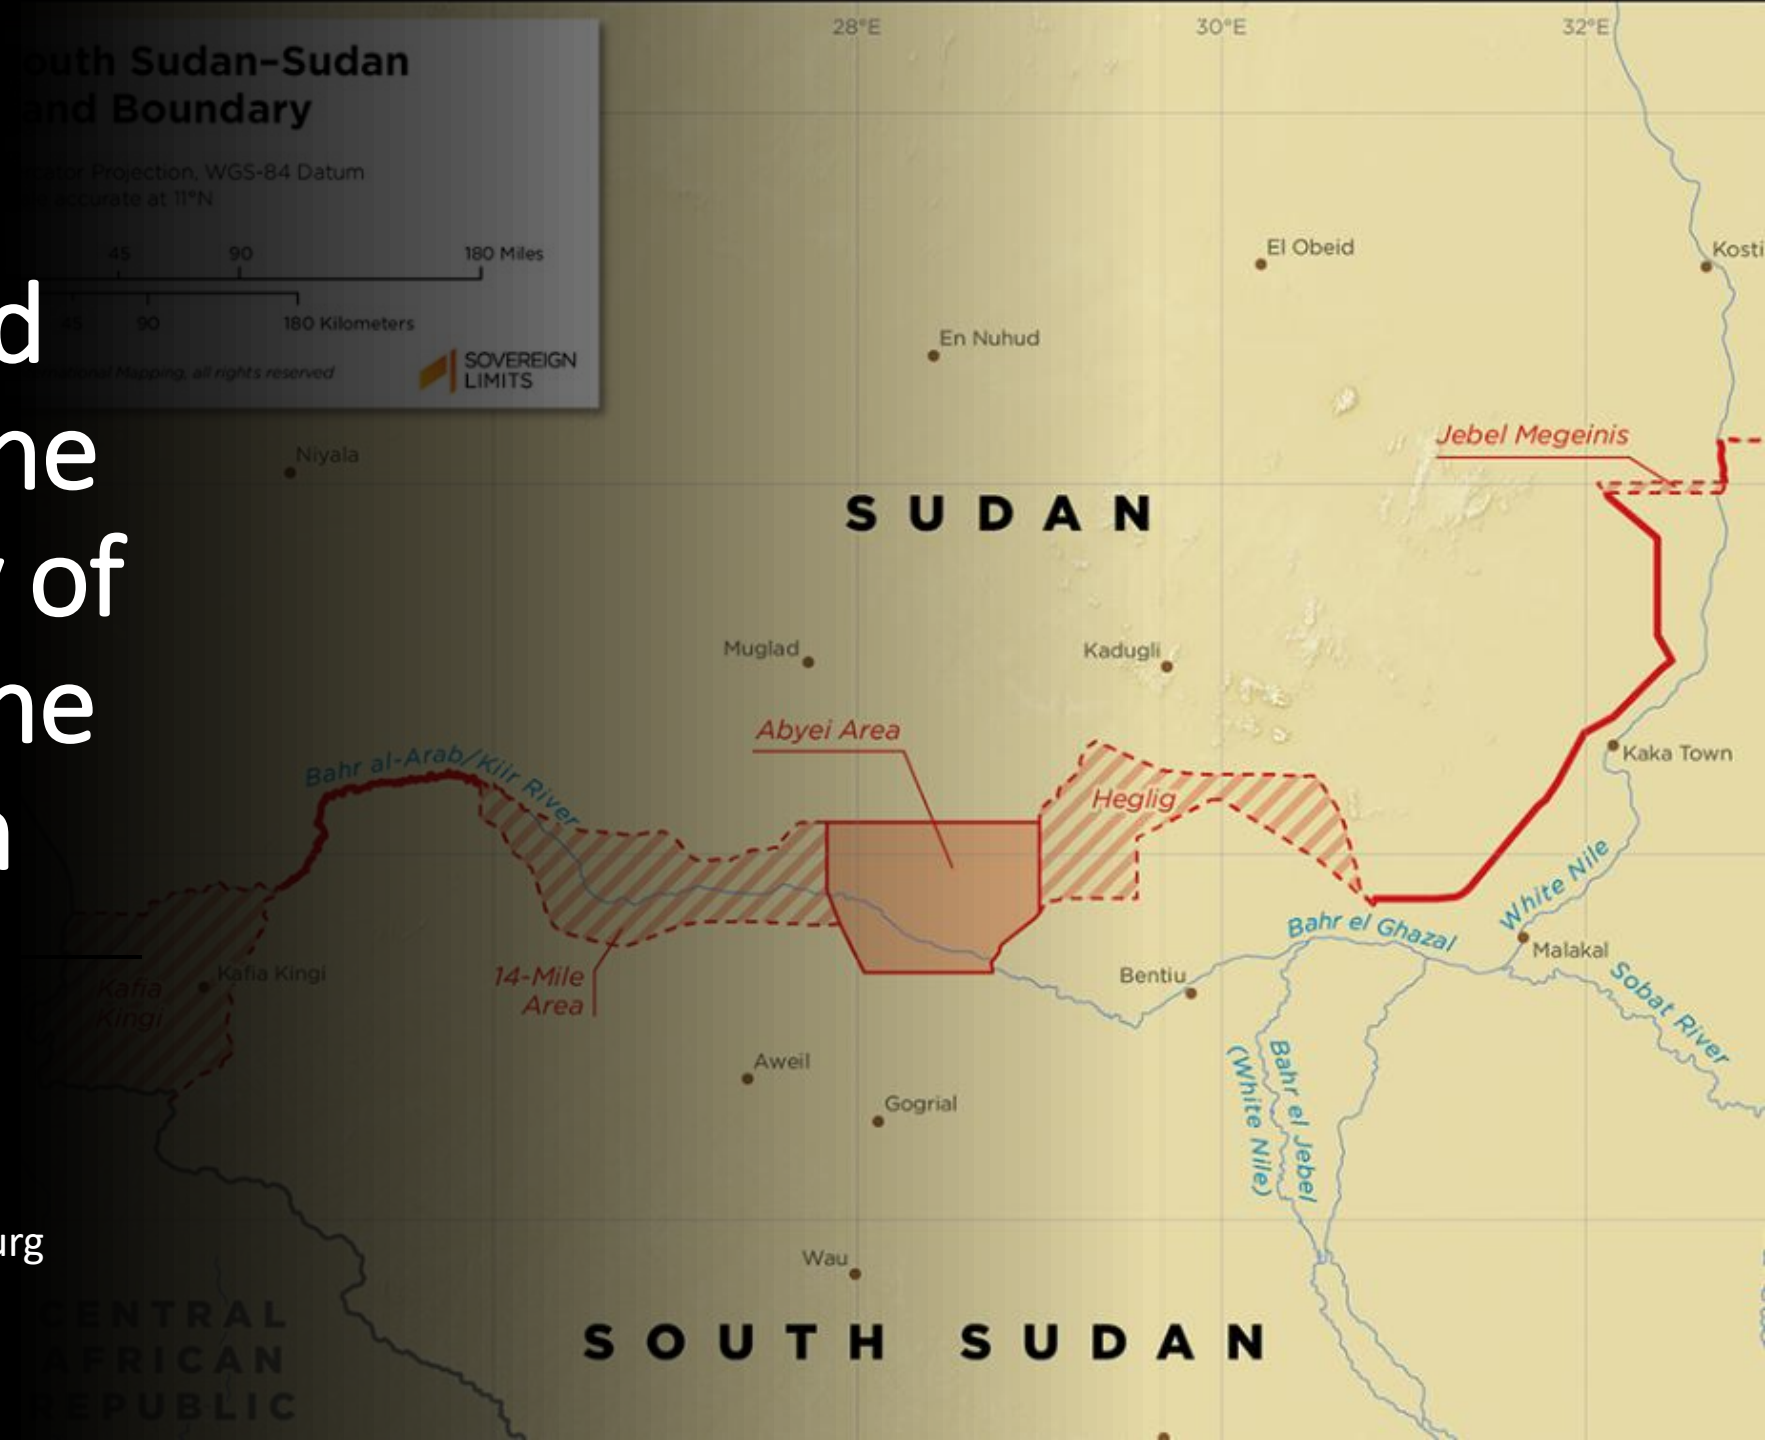 28°E
30°E
32°E
outh Sudan–Sudan
and Boundary
Projection, WGS-84 Datum
accurate at 11°N
45
90
180 Miles
45
90
180 Kilometers
Mapping, all rights reserved
SOVEREIGN
LIMITS
d
ne
of
ne
urg
El Obeid
Kosti
En Nuhud
Niyala
Jebel Megeinis
SUDAN
Muglad
Kadugli
Abyei Area
Kaka Town
Bahr al-Arab/Kiir River
Heglig
White Nile
Bahr el Ghazal
Malakal
Sobat River
Bentiu
Kafia Kingi
Kafia
Kingi
14-Mile
Area
Aweil
Gogrial
Bahr el Jebel
(White Nile)
Wau
SOUTH SUDAN
CENTRAL
AFRICAN
REPUBLIC